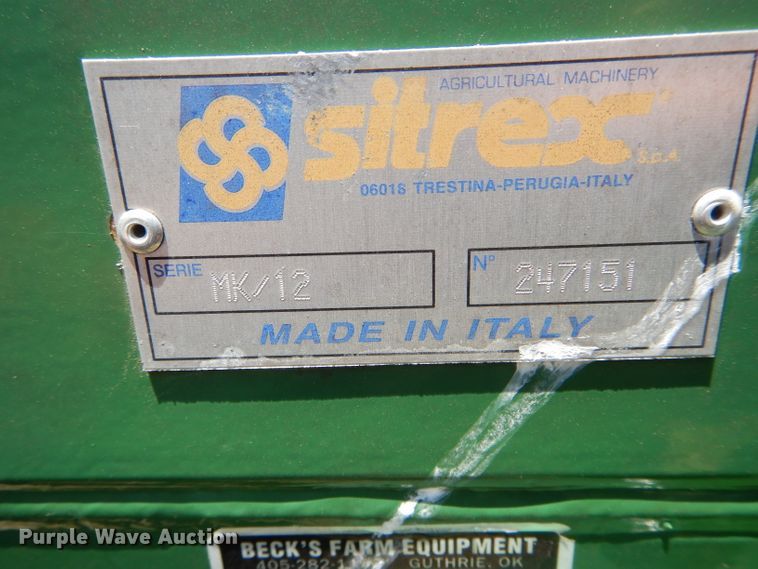 AGRICULTURAL MACHINERY
sitrex
S.p.A.
06018 TRESTINA-PERUGIA-ITALY
SERIE MK/12
N° 247151
MADE IN ITALY
Purple Wave Auction
BECK'S FARM EQUIPMENT
GUTHRIE, OK